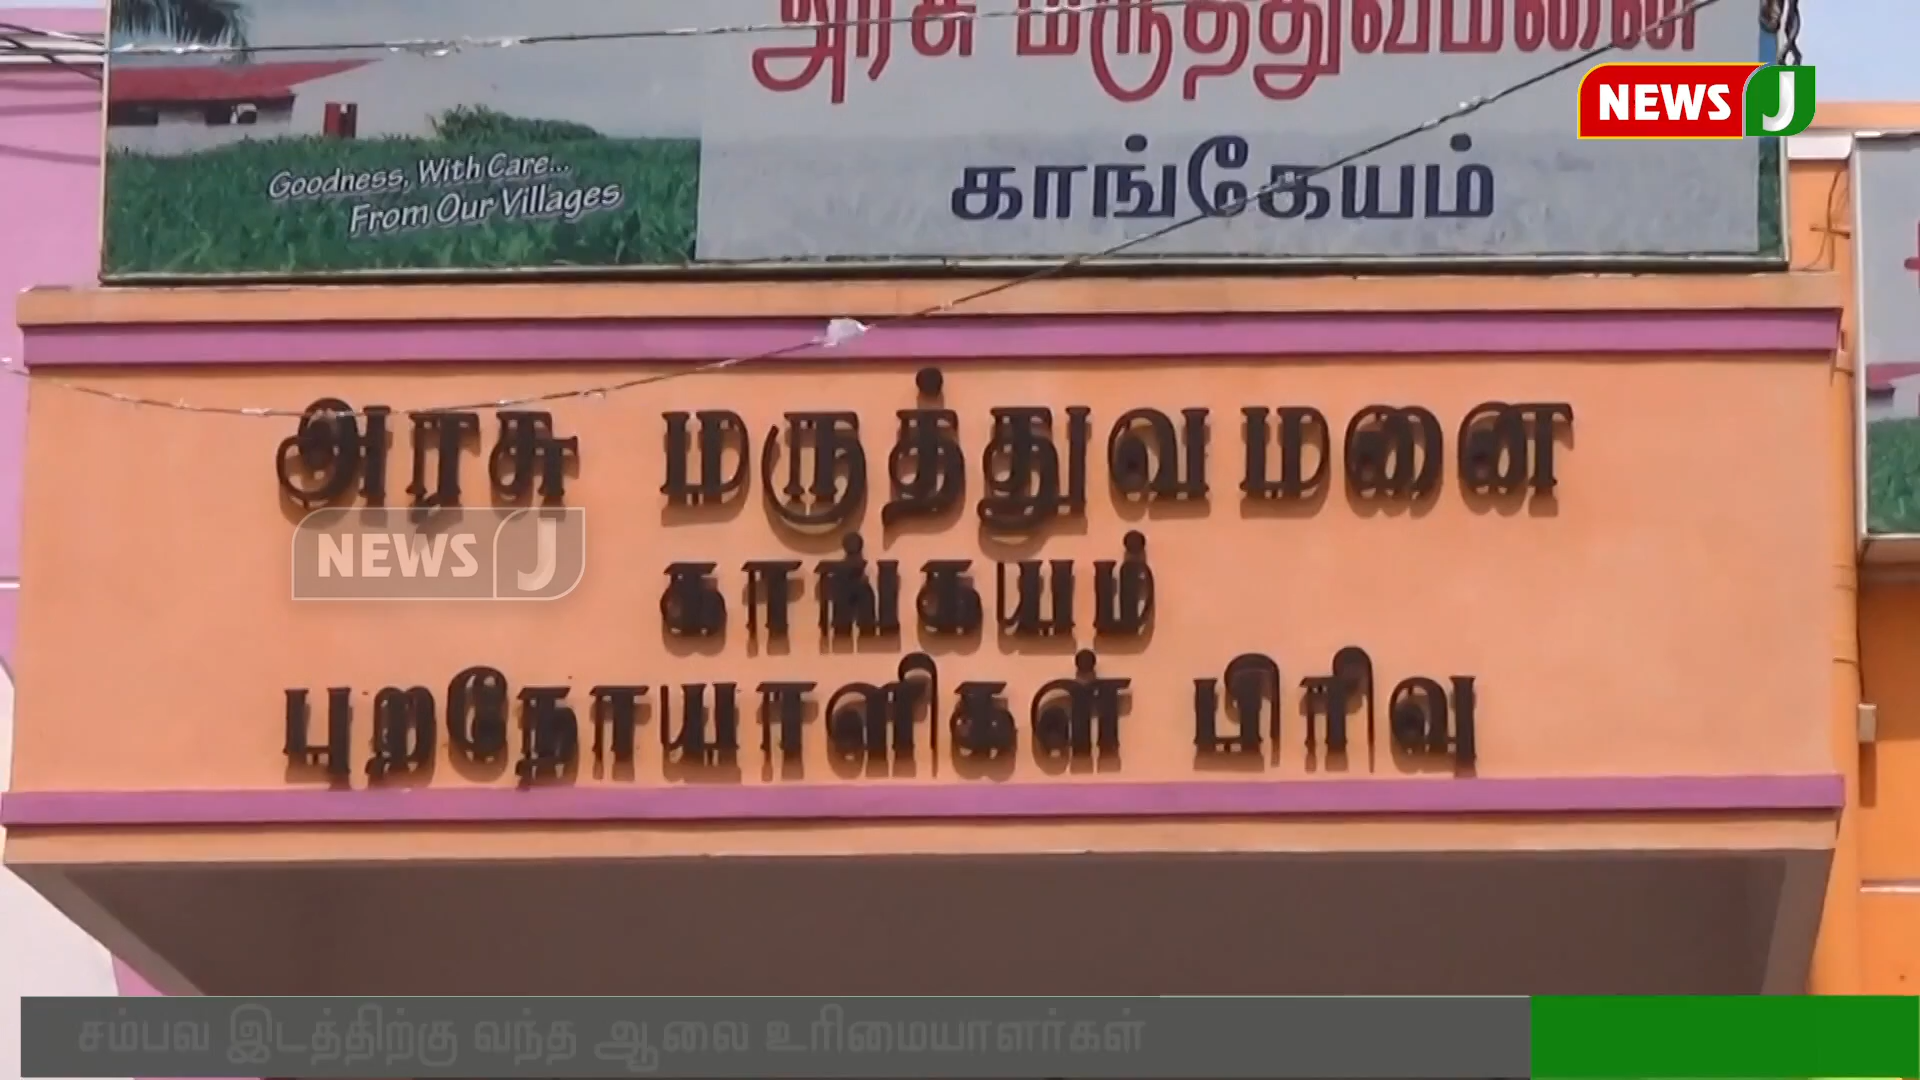 அரசு மருத்துவமனை
காங்கேயம்
Goodness, With Care...
From Our Villages
NEWS J
அரசு மருத்துவமனை
NEWS J
காங்கயம்
புறநோயாளிகள் பிரிவு
சம்பவ இடத்திற்கு வந்த ஆலை உரிமையாளர்கள்